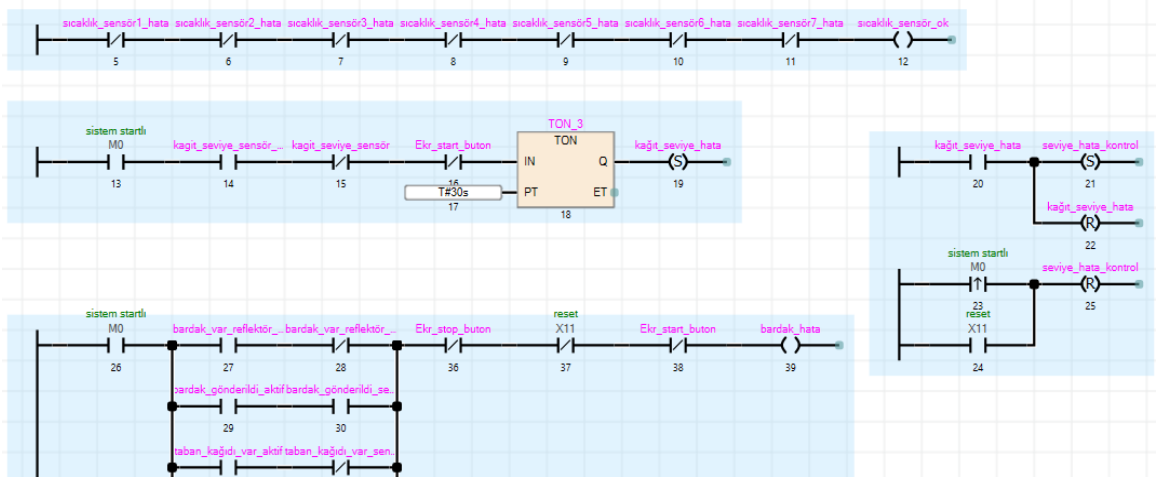 sıcaklık_sensör1_hata sıcaklık_sensör2_hata sıcaklık_sensör3_hata sıcaklık_sensör4_hata sıcaklık_sensör5_hata sıcaklık_sensör6_hata sıcaklık_sensör7_hata sıcaklık_sensör_ok
5 6 7 8 9 10 11 12
sistem startlı
M0 kagit_seviye_sensör_... kagit_seviye_sensör Ekr_start_buton
13 14 15 16
TON_3
TON
IN Q
T#30s PT ET
17 18
kağıt_seviye_hata
(S)
19
kağıt_seviye_hata seviye_hata_kontrol
(S)
20 21
kağıt_seviye_hata
(R)
22
sistem startlı
M0 seviye_hata_kontrol
(R)
23 25
reset
X11
24
sistem startlı
M0 bardak_var_reflektör_... bardak_var_reflektör_... Ekr_stop_buton
reset
X11 Ekr_start_buton bardak_hata
26 27 28 36 37 38 39
bardak_gönderildi_aktif bardak_gönderildi_se...
29 30
taban_kağıdı_var_aktif taban_kağıdı_var_sen...